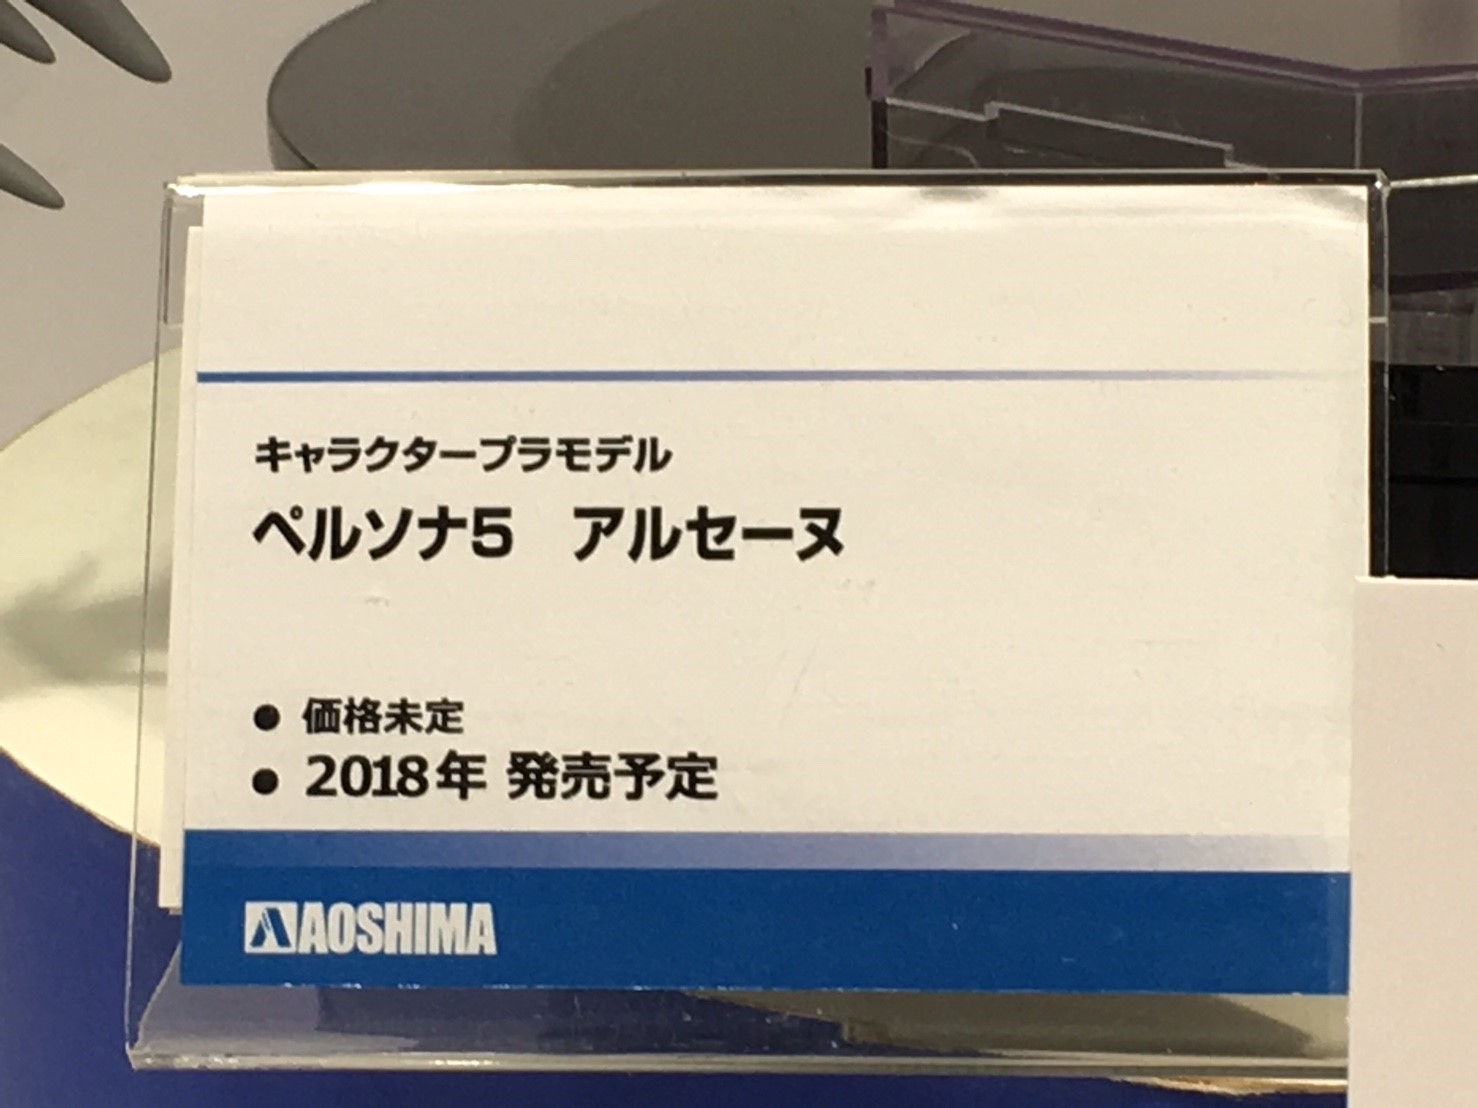 キャラクタープラモデル
ペルソナ5　アルセーヌ
● 価格未定
● 2018年 発売予定
AOSHIMA